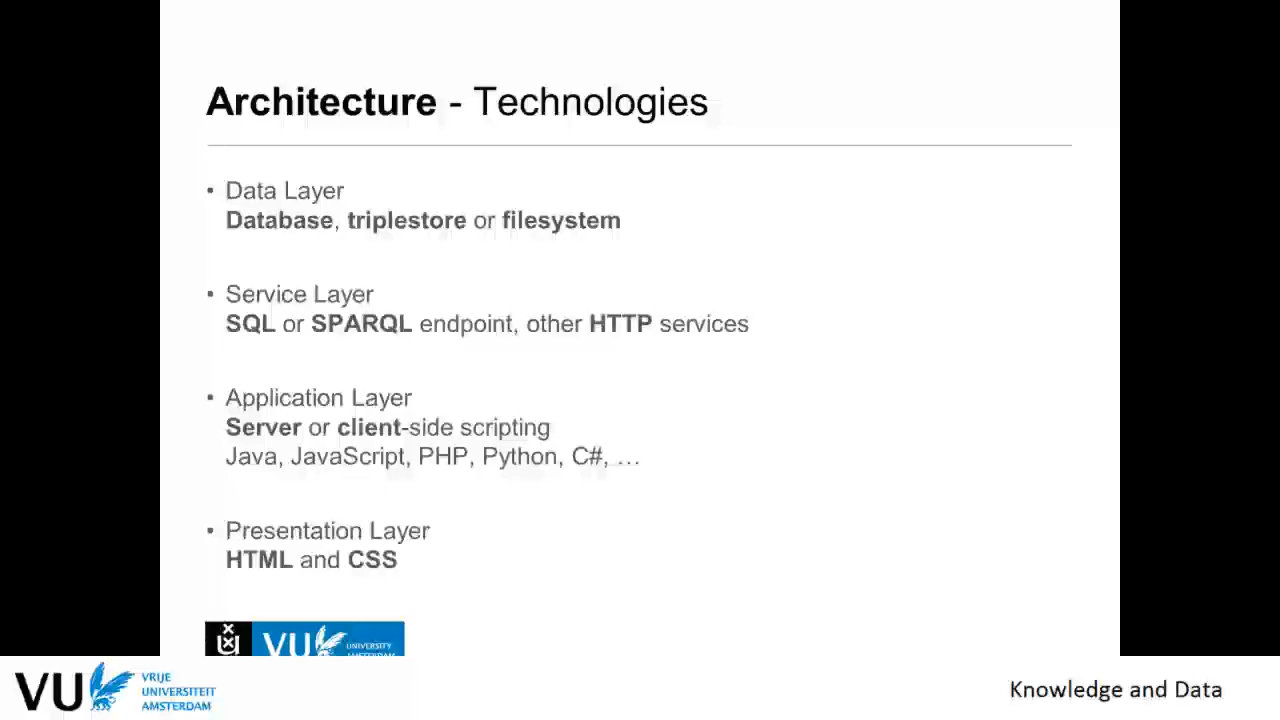 Architecture - Technologies
• Data Layer
Database, triplestore or filesystem
• Service Layer
SQL or SPARQL endpoint, other HTTP services
• Application Layer
Server or client-side scripting
Java, JavaScript, PHP, Python, C#, …
• Presentation Layer
HTML and CSS
VU UNIVERSITY
AMSTERDAM
VU VRIJE
UNIVERSITEIT
AMSTERDAM
Knowledge and Data